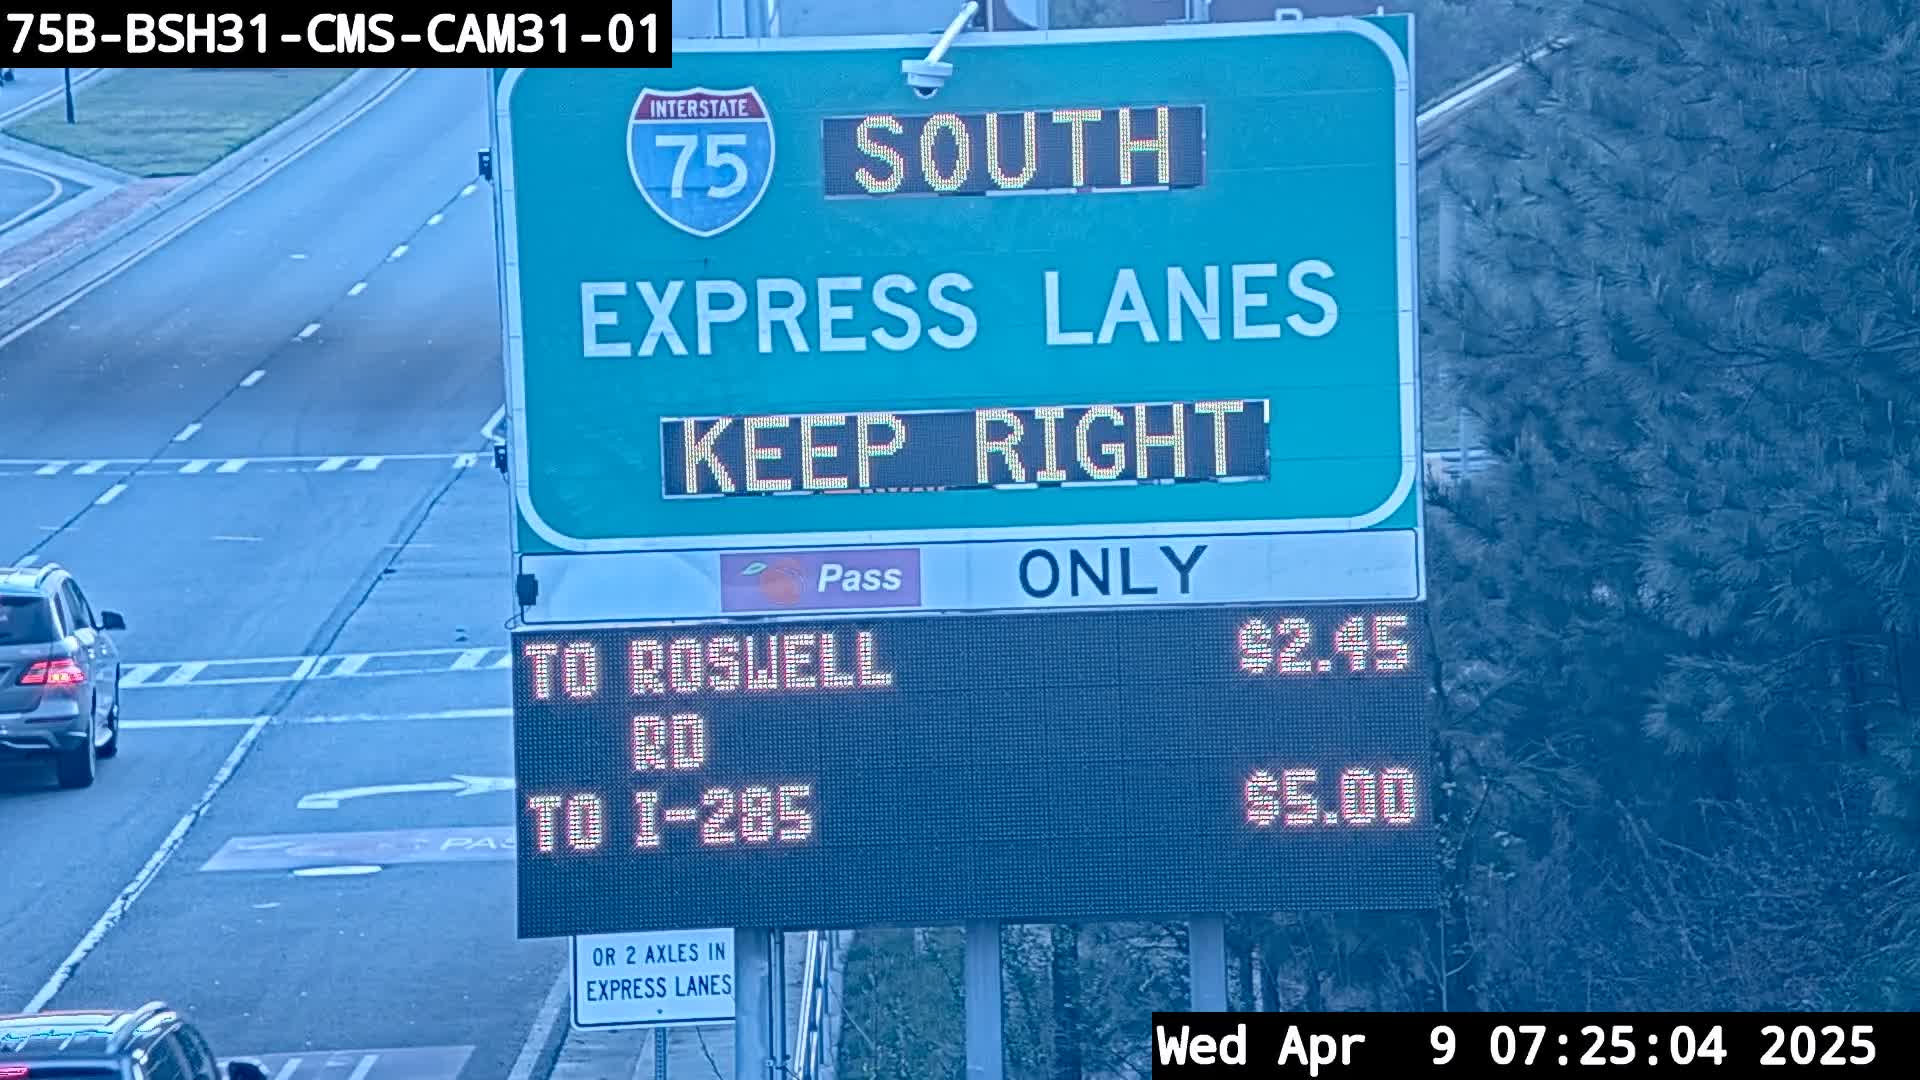 75B-BSH31-CMS-CAM31-01
INTERSTATE
75
SOUTH
EXPRESS LANES
KEEP RIGHT
Pass ONLY
TO ROSWELL $2.45
RD
TO I-285 $5.00
OR 2 AXLES IN
EXPRESS LANES
Wed Apr 9 07:25:04 2025